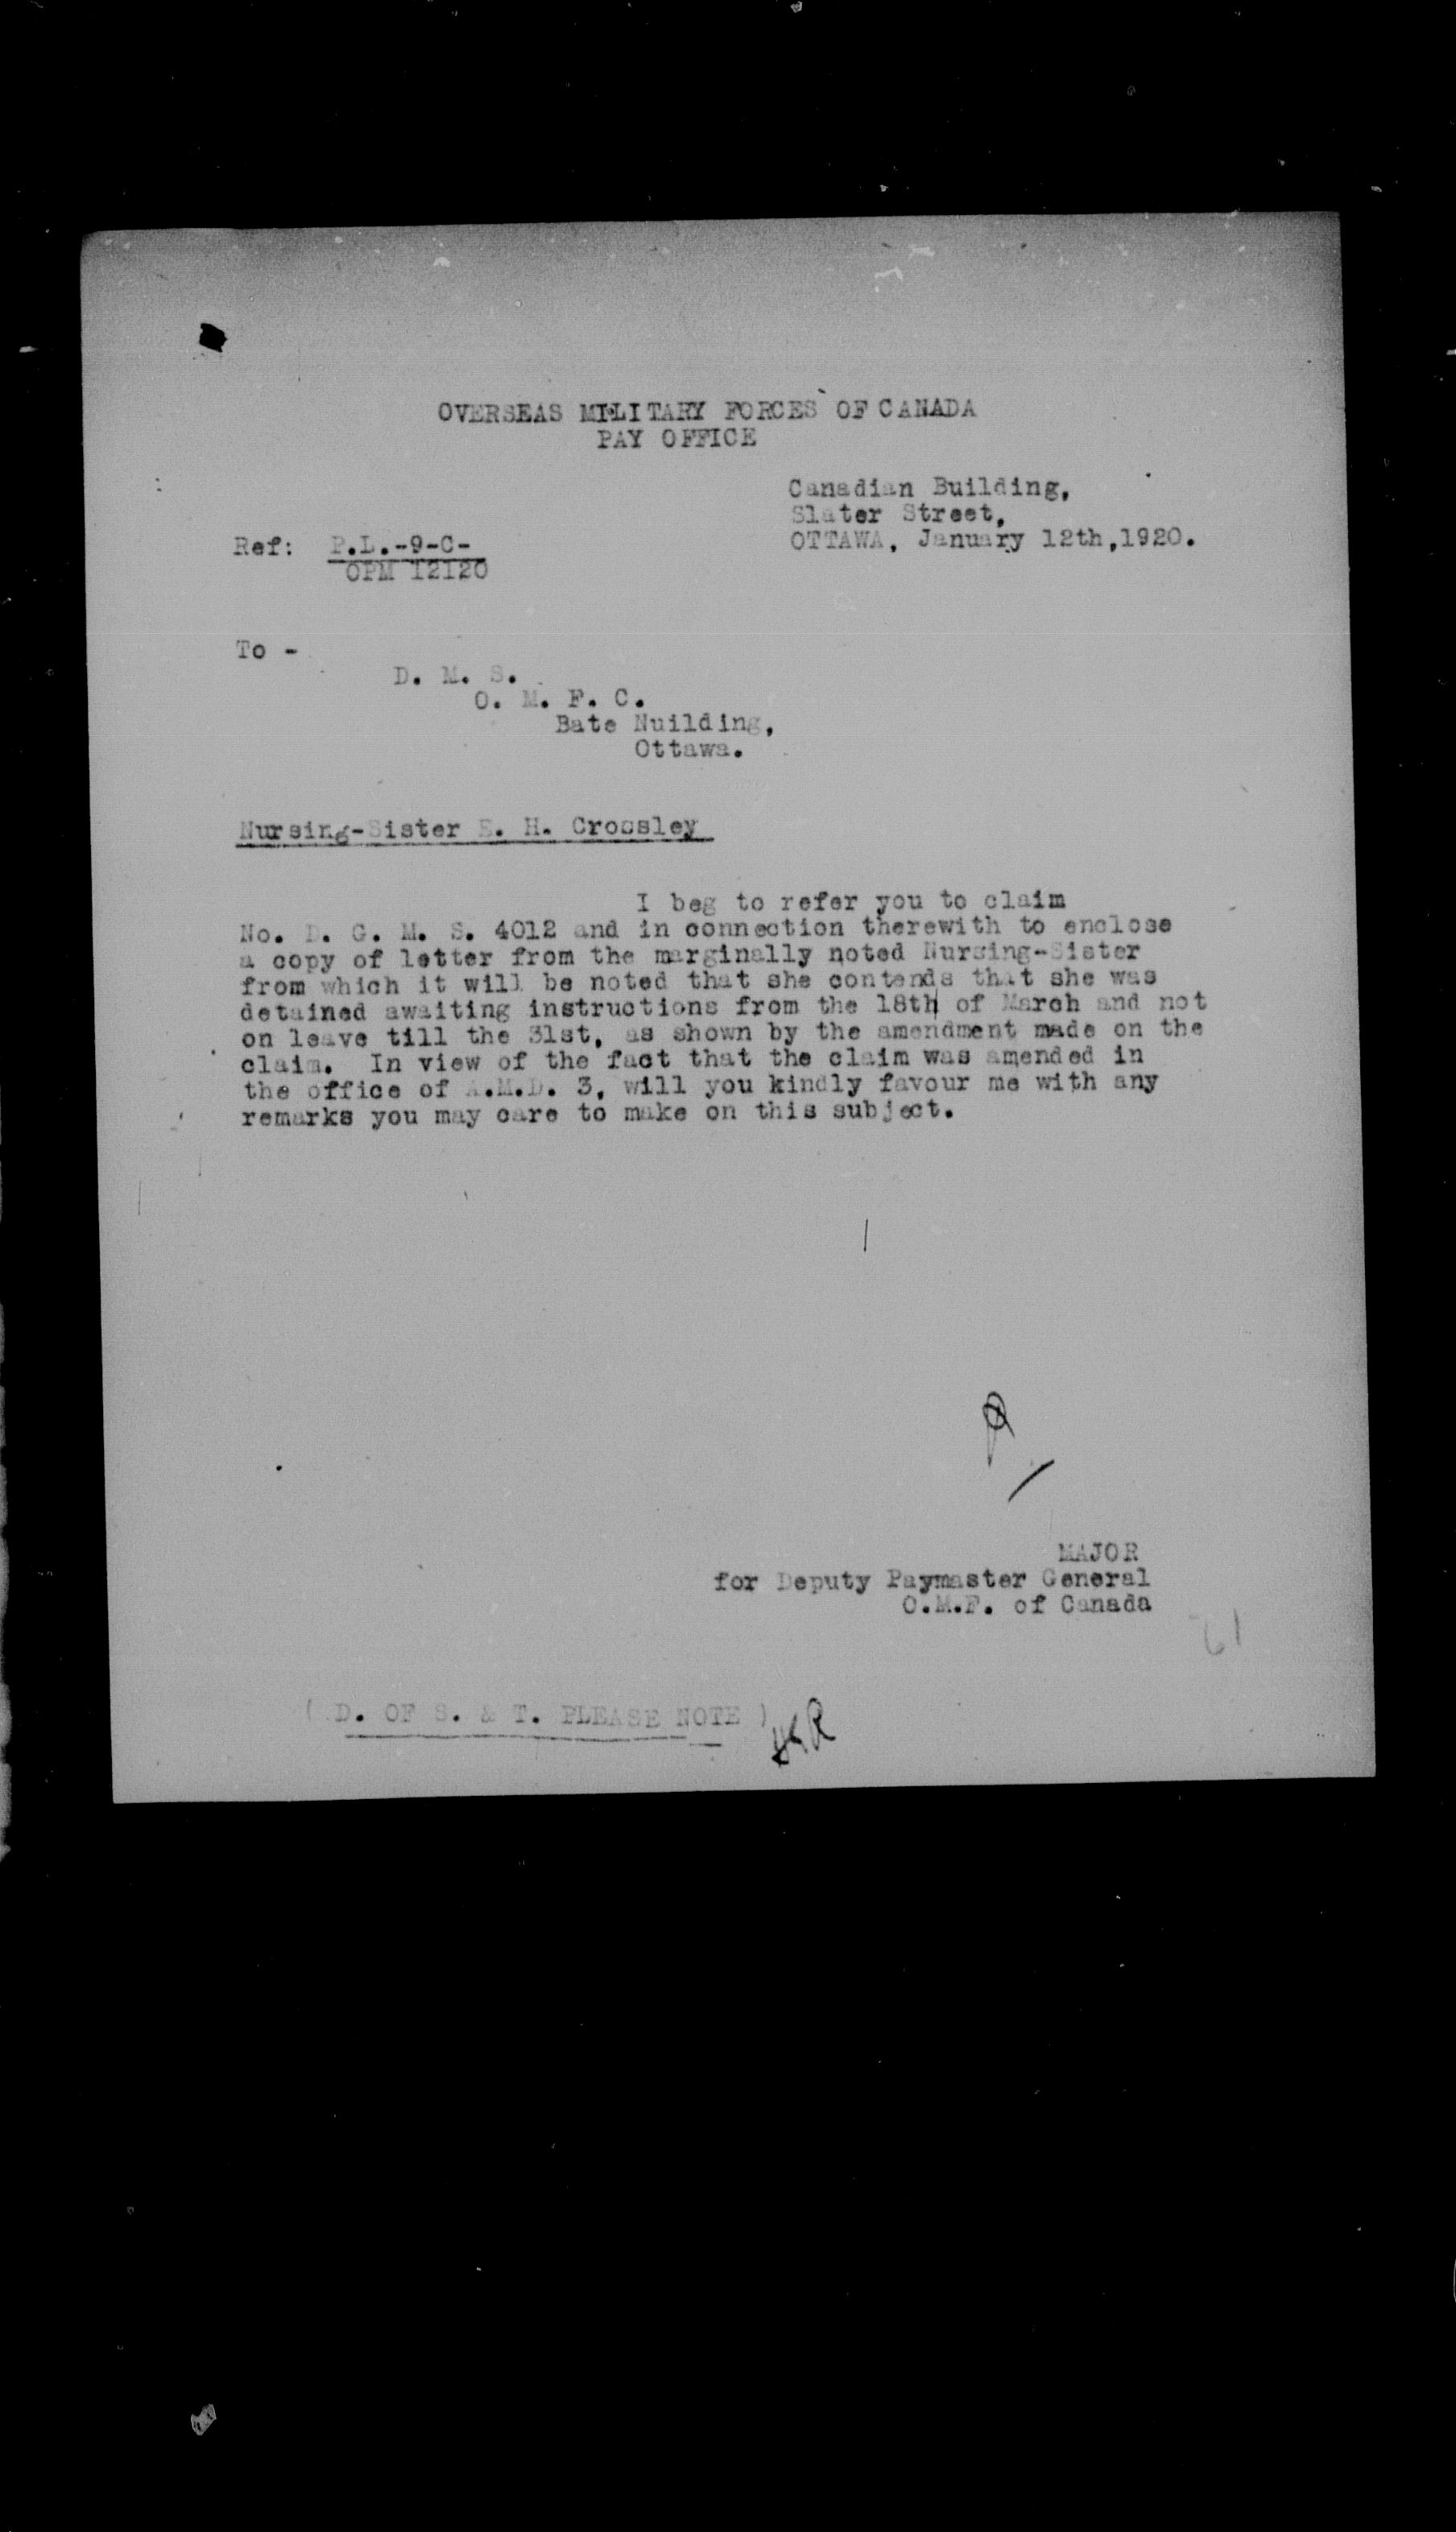 OVERSEAS MILITARY FORCES OF CANADA
PAY OFFICE
Canadian Building,
Slater Street,
OTTAWA, January 12th,1920.
Ref: P.L.-9-C-
OPM 12120
To -
D. M. S.
O. M. F. C.
Bate Nuilding,
Ottawa.
Nursing-Sister E. H. Crossley
I beg to refer you to claim
No. D. G. M. S. 4012 and in connection therewith to enclose
a copy of letter from the marginally noted Nursing-Sister
from which it will be noted that she contends that she was
detained awaiting instructions from the 18th of March and not
on leave till the 31st, as shown by the amendment made on the
claim. In view of the fact that the claim was amended in
the office of A.M.D. 3, will you kindly favour me with any
remarks you may care to make on this subject.
MAJOR
for Deputy Paymaster General
O.M.F. of Canada
( D. OF S. & T. PLEASE NOTE )